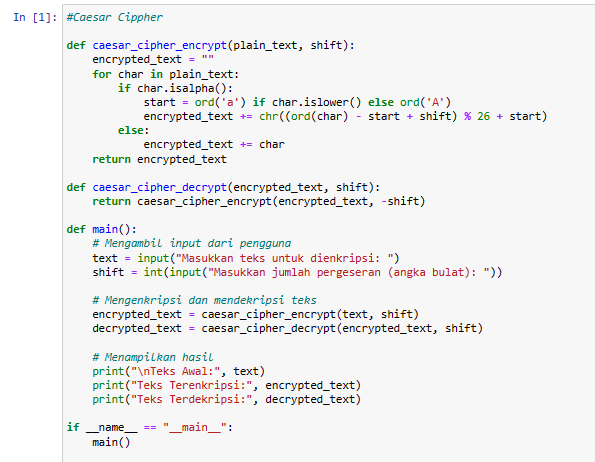 In [1]: #Caesar Cippher
def caesar_cipher_encrypt(plain_text, shift):
    encrypted_text = ""
    for char in plain_text:
        if char.isalpha():
            start = ord('a') if char.islower() else ord('A')
            encrypted_text += chr((ord(char) - start + shift) % 26 + start)
        else:
            encrypted_text += char
    return encrypted_text
def caesar_cipher_decrypt(encrypted_text, shift):
    return caesar_cipher_encrypt(encrypted_text, -shift)
def main():
    # Mengambil input dari pengguna
    text = input("Masukkan teks untuk dienkripsi: ")
    shift = int(input("Masukkan jumlah pergeseran (angka bulat): "))
    # Mengenkripsi dan mendekripsi teks
    encrypted_text = caesar_cipher_encrypt(text, shift)
    decrypted_text = caesar_cipher_decrypt(encrypted_text, shift)
    # Menampilkan hasil
    print("\nTeks Awal:", text)
    print("Teks Terenkripsi:", encrypted_text)
    print("Teks Terdekripsi:", decrypted_text)
if __name__ == "__main__":
    main()